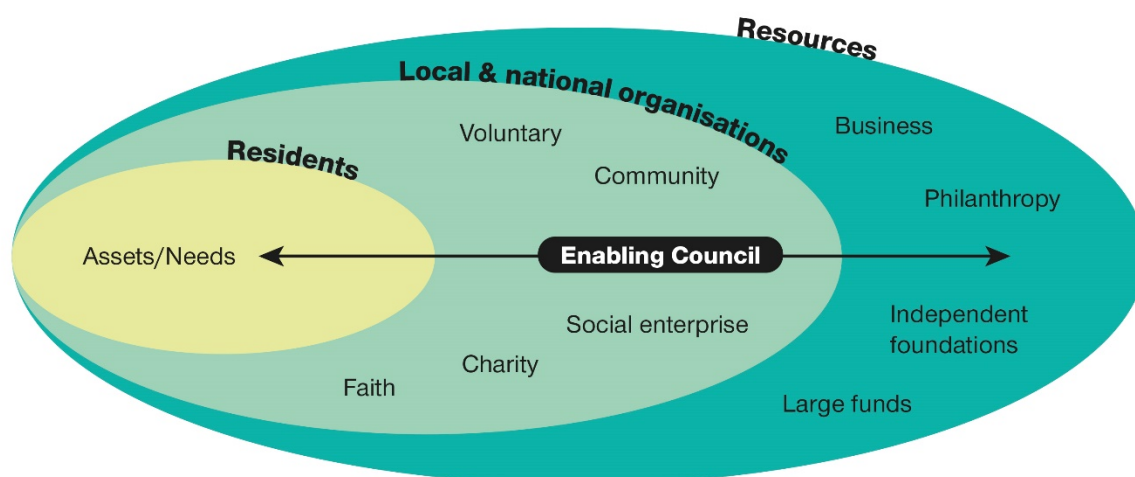 Resources
Local & national organisations
Business
Voluntary
Residents
Community
Philanthropy
Assets/Needs
Enabling Council
Independent
foundations
Social enterprise
Charity
Faith
Large funds